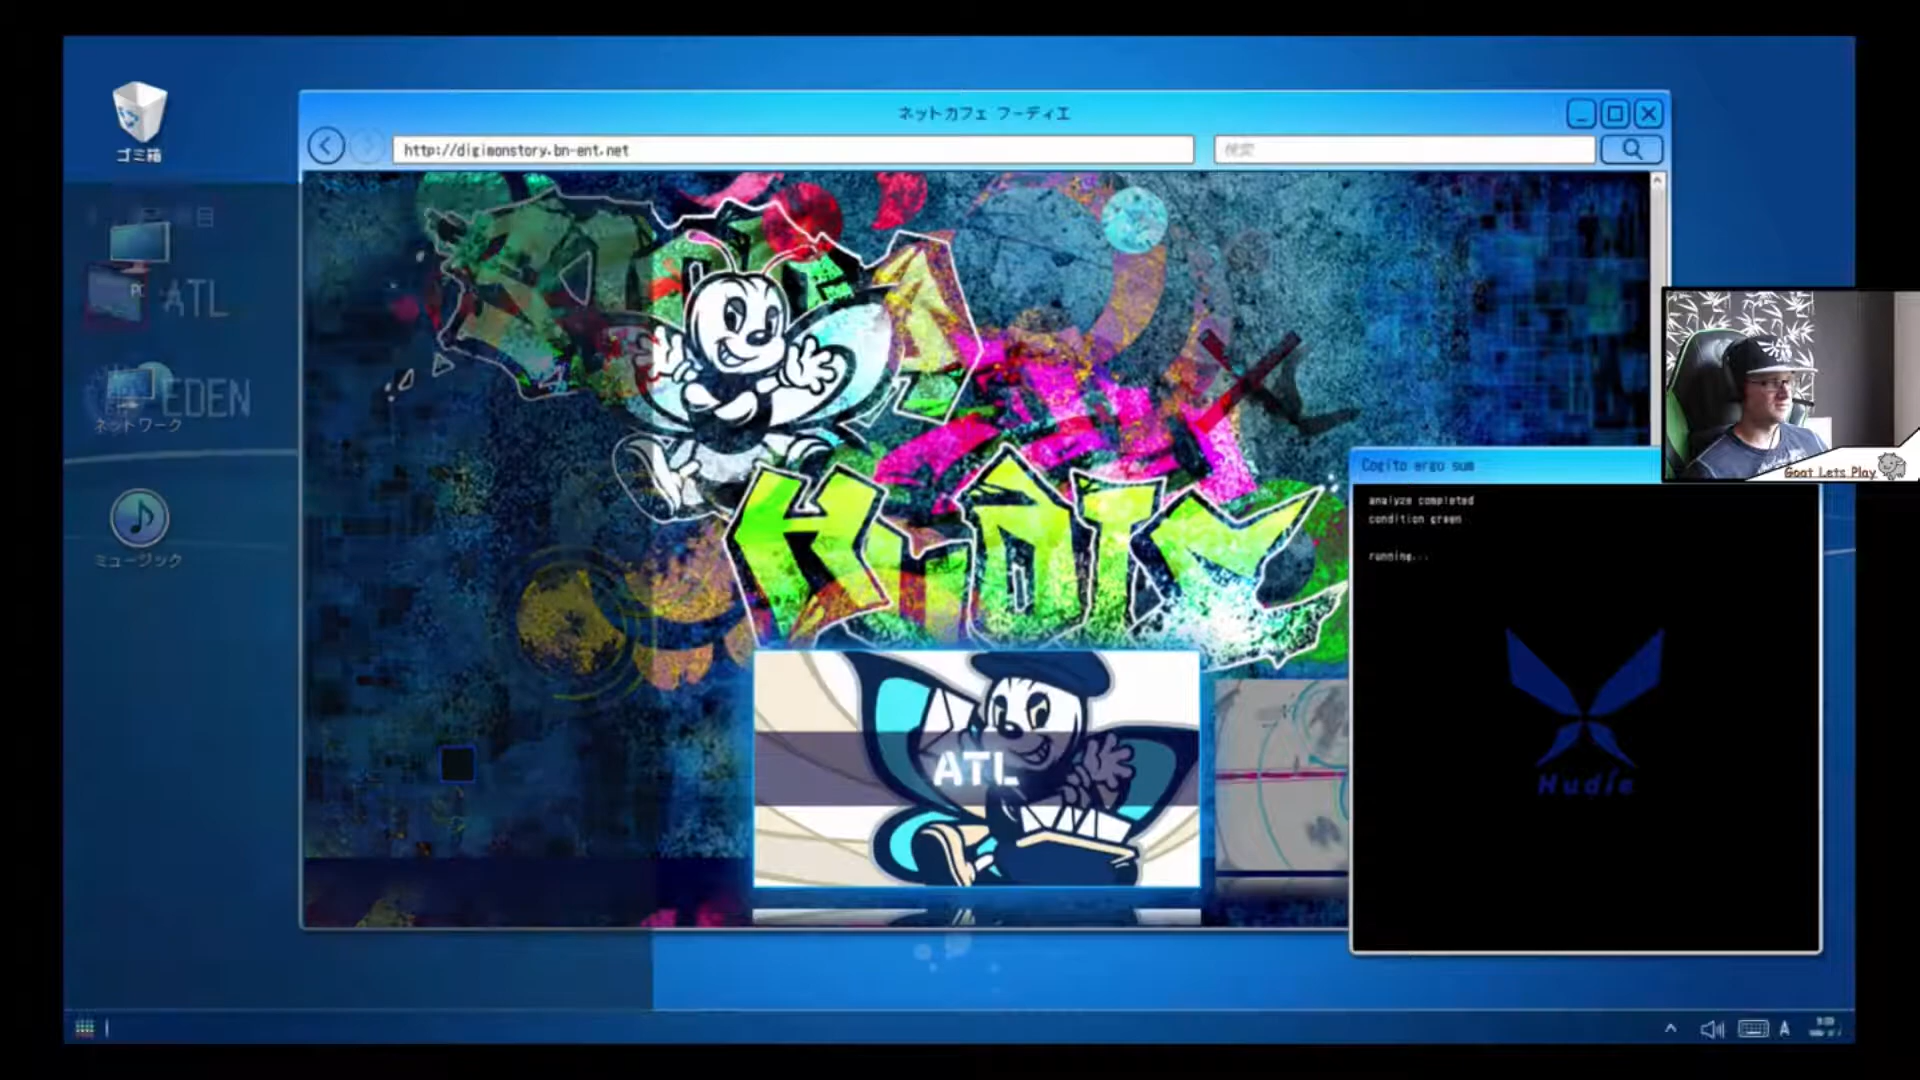 ネットカフェ フーディエ
http://digimonstory.bn-ent.net
検索
ゴミ箱
PC
ATL
EDEN
ネットワーク
ミュージック
HUDIE
ATL
Cogito ergo sum
analyze completed
condition green
running...
Hudie
Goat Lets Play
A